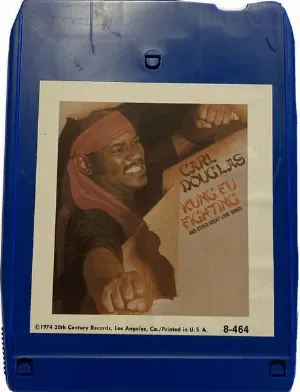 CARL
DOUGLAS
KUNG FU
FIGHTING
AND OTHER GREAT LOVE SONGS
©1974 20th Century Records, Los Angeles, Ca./Printed in U.S.A.
8-464